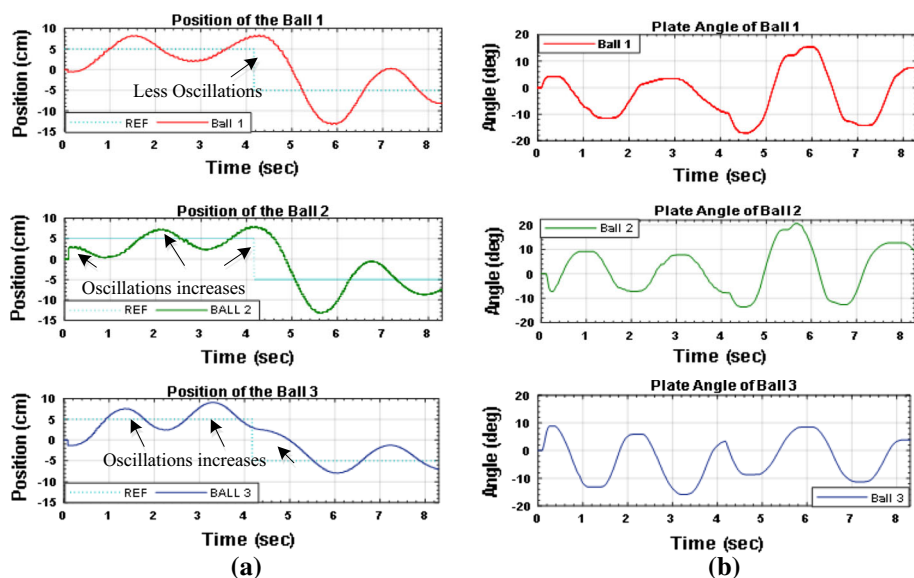 Position of the Ball 1
Position (cm)
10
5
0
-5
-10
-15
Less Oscillations
REF Ball 1
0 1 2 3 4 5 6 7 8
Time (sec)
Position of the Ball 2
Position (cm)
10
5
0
-5
-10
-15
Oscillations increases
REF BALL 2
0 1 2 3 4 5 6 7 8
Time (sec)
Position of the Ball 3
Position (cm)
10
5
0
-5
-10
-15
Oscillations increases
REF BALL 3
0 1 2 3 4 5 6 7 8
Time (sec)
(a)
Plate Angle of Ball 1
Angle (deg)
20
10
0
-10
-20
Ball 1
0 1 2 3 4 5 6 7 8
Time (sec)
Plate Angle of Ball 2
Angle (deg)
20
10
0
-10
-20
Ball 2
0 1 2 3 4 5 6 7 8
Time (sec)
Plate Angle of Ball 3
Angle (deg)
20
10
0
-10
-20
Ball 3
0 1 2 3 4 5 6 7 8
Time (sec)
(b)